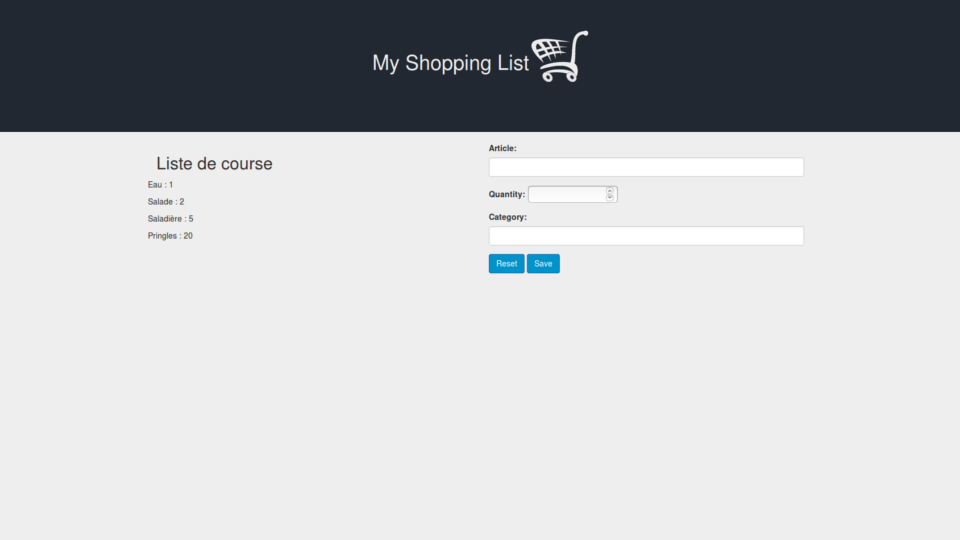 My Shopping List
Liste de course
Eau : 1
Salade : 2
Saladière : 5
Pringles : 20
Article:
Quantity:
Category:
Reset Save